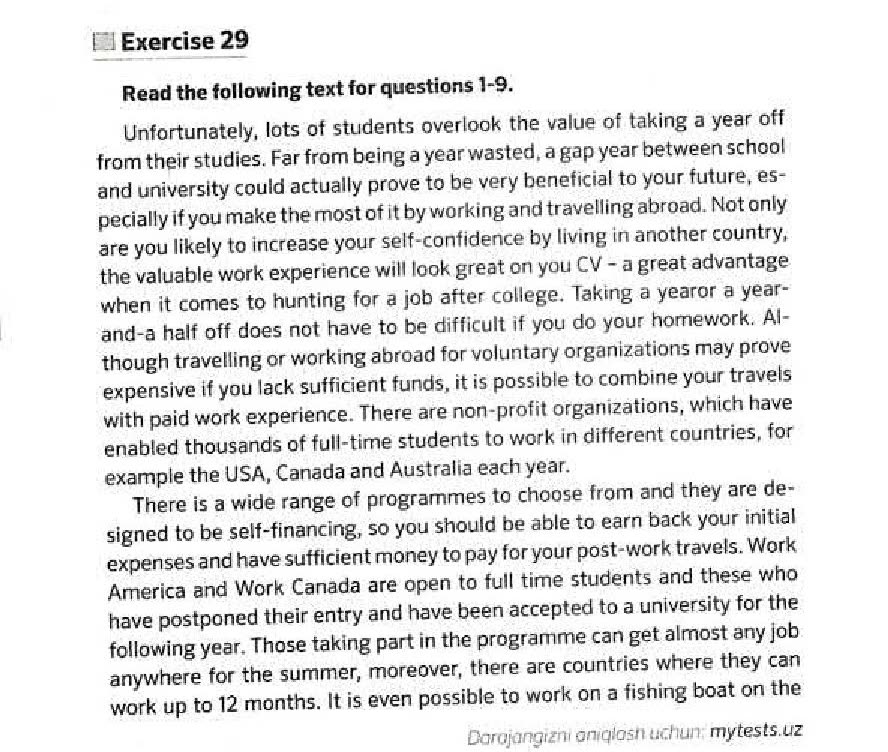 Exercise 29
Read the following text for questions 1-9.
Unfortunately, lots of students overlook the value of taking a year off
from their studies. Far from being a year wasted, a gap year between school
and university could actually prove to be very beneficial to your future, es-
pecially if you make the most of it by working and travelling abroad. Not only
are you likely to increase your self-confidence by living in another country,
the valuable work experience will look great on you CV – a great advantage
when it comes to hunting for a job after college. Taking a yearor a year-
and-a half off does not have to be difficult if you do your homework. Al-
though travelling or working abroad for voluntary organizations may prove
expensive if you lack sufficient funds, it is possible to combine your travels
with paid work experience. There are non-profit organizations, which have
enabled thousands of full-time students to work in different countries, for
example the USA, Canada and Australia each year.
There is a wide range of programmes to choose from and they are de-
signed to be self-financing, so you should be able to earn back your initial
expenses and have sufficient money to pay for your post-work travels. Work
America and Work Canada are open to full time students and these who
have postponed their entry and have been accepted to a university for the
following year. Those taking part in the programme can get almost any job
anywhere for the summer, moreover, there are countries where they can
work up to 12 months. It is even possible to work on a fishing boat on the
Darajangizni aniqlash uchun: mytests.uz